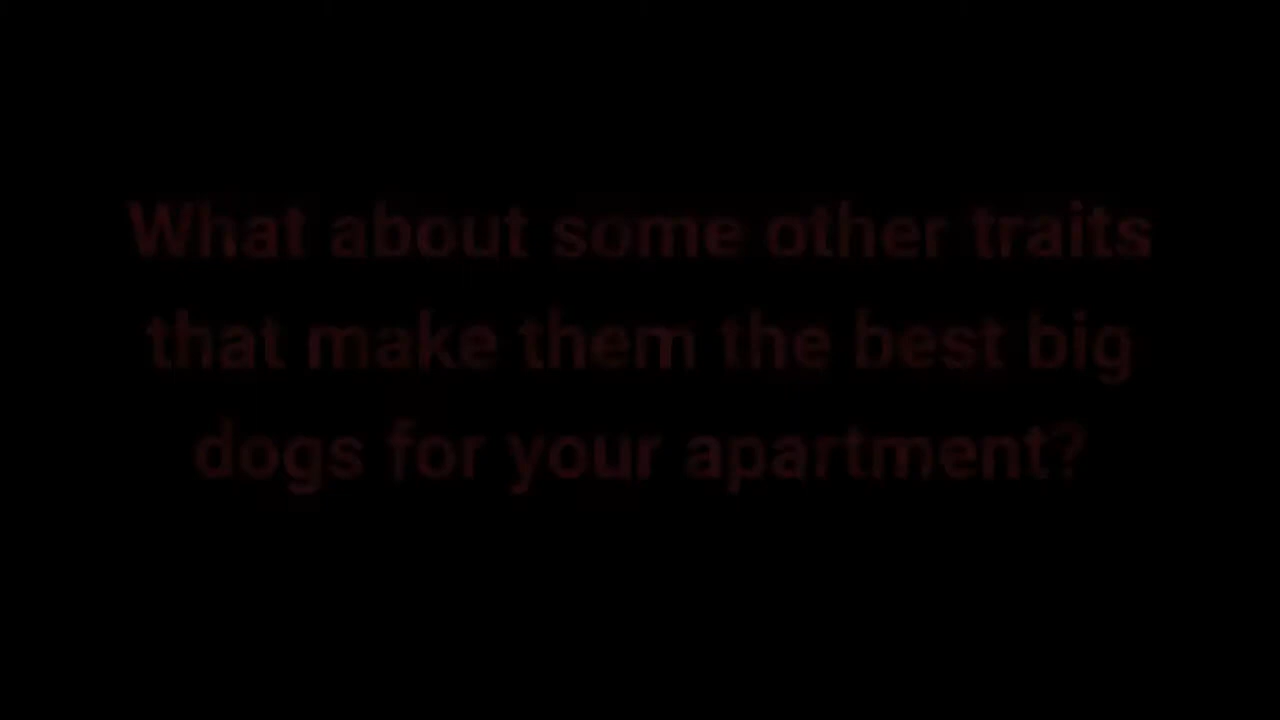 What about some other traits
that make them the best big
dogs for your apartment?